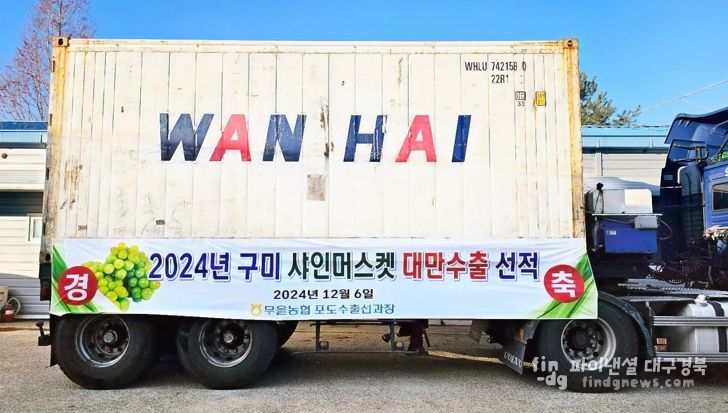 WHLU 742158 0
22R1
WAN HAI
경 2024년 구미 샤인머스켓 대만수출 선적 축
2024년 12월 6일
무을농협 포도수출선과장
VOLVO
fin dg 파이낸셜 대구경북
findgnews.com